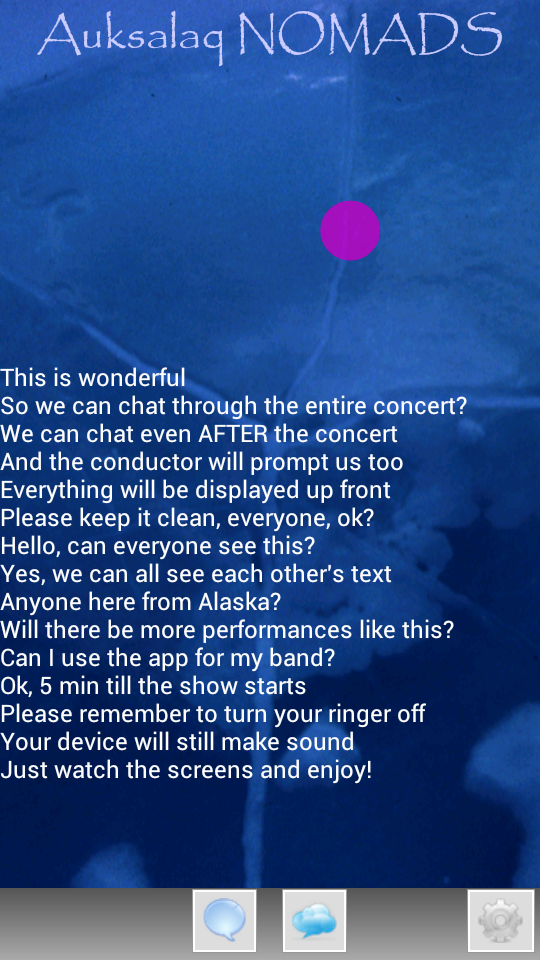 Auksalaq NOMADS
This is wonderful
So we can chat through the entire concert?
We can chat even AFTER the concert
And the conductor will prompt us too
Everything will be displayed up front
Please keep it clean, everyone, ok?
Hello, can everyone see this?
Yes, we can all see each other's text
Anyone here from Alaska?
Will there be more performances like this?
Can I use the app for my band?
Ok, 5 min till the show starts
Please remember to turn your ringer off
Your device will still make sound
Just watch the screens and enjoy!